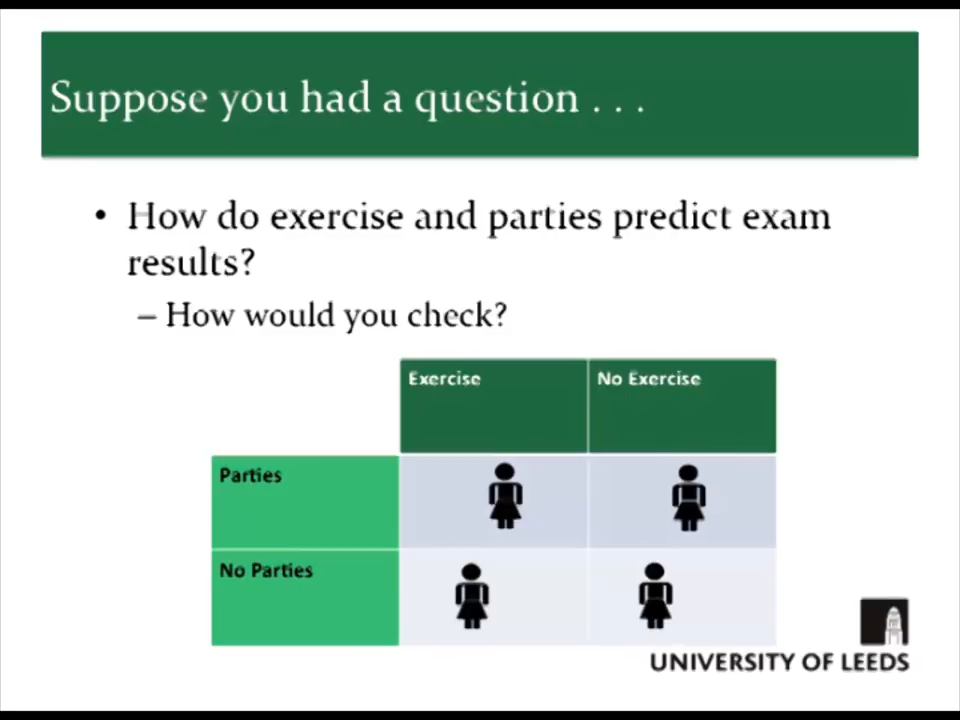 Suppose you had a question . . .
• How do exercise and parties predict exam
results?
– How would you check?
Exercise
No Exercise
Parties
No Parties
UNIVERSITY OF LEEDS